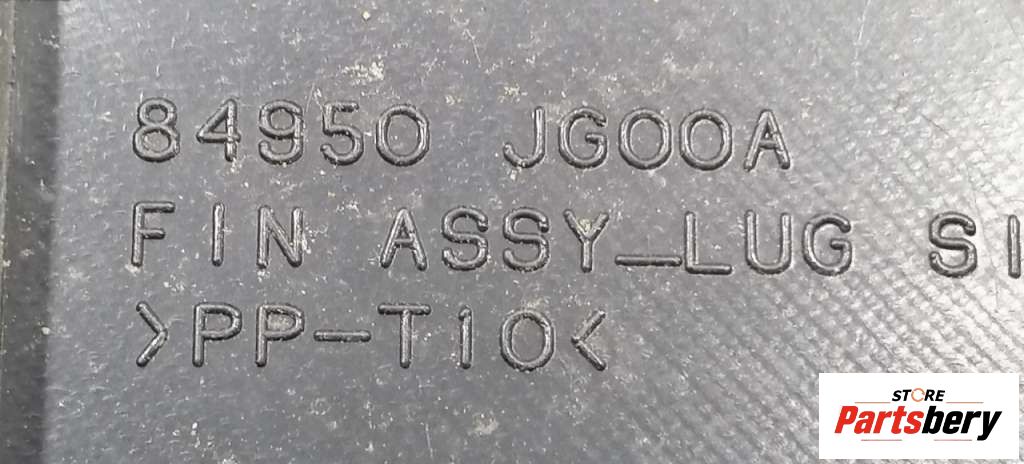 84950 JG00A
FIN ASSY_LUG SI
>PP-T10<
STORE
Partsbery